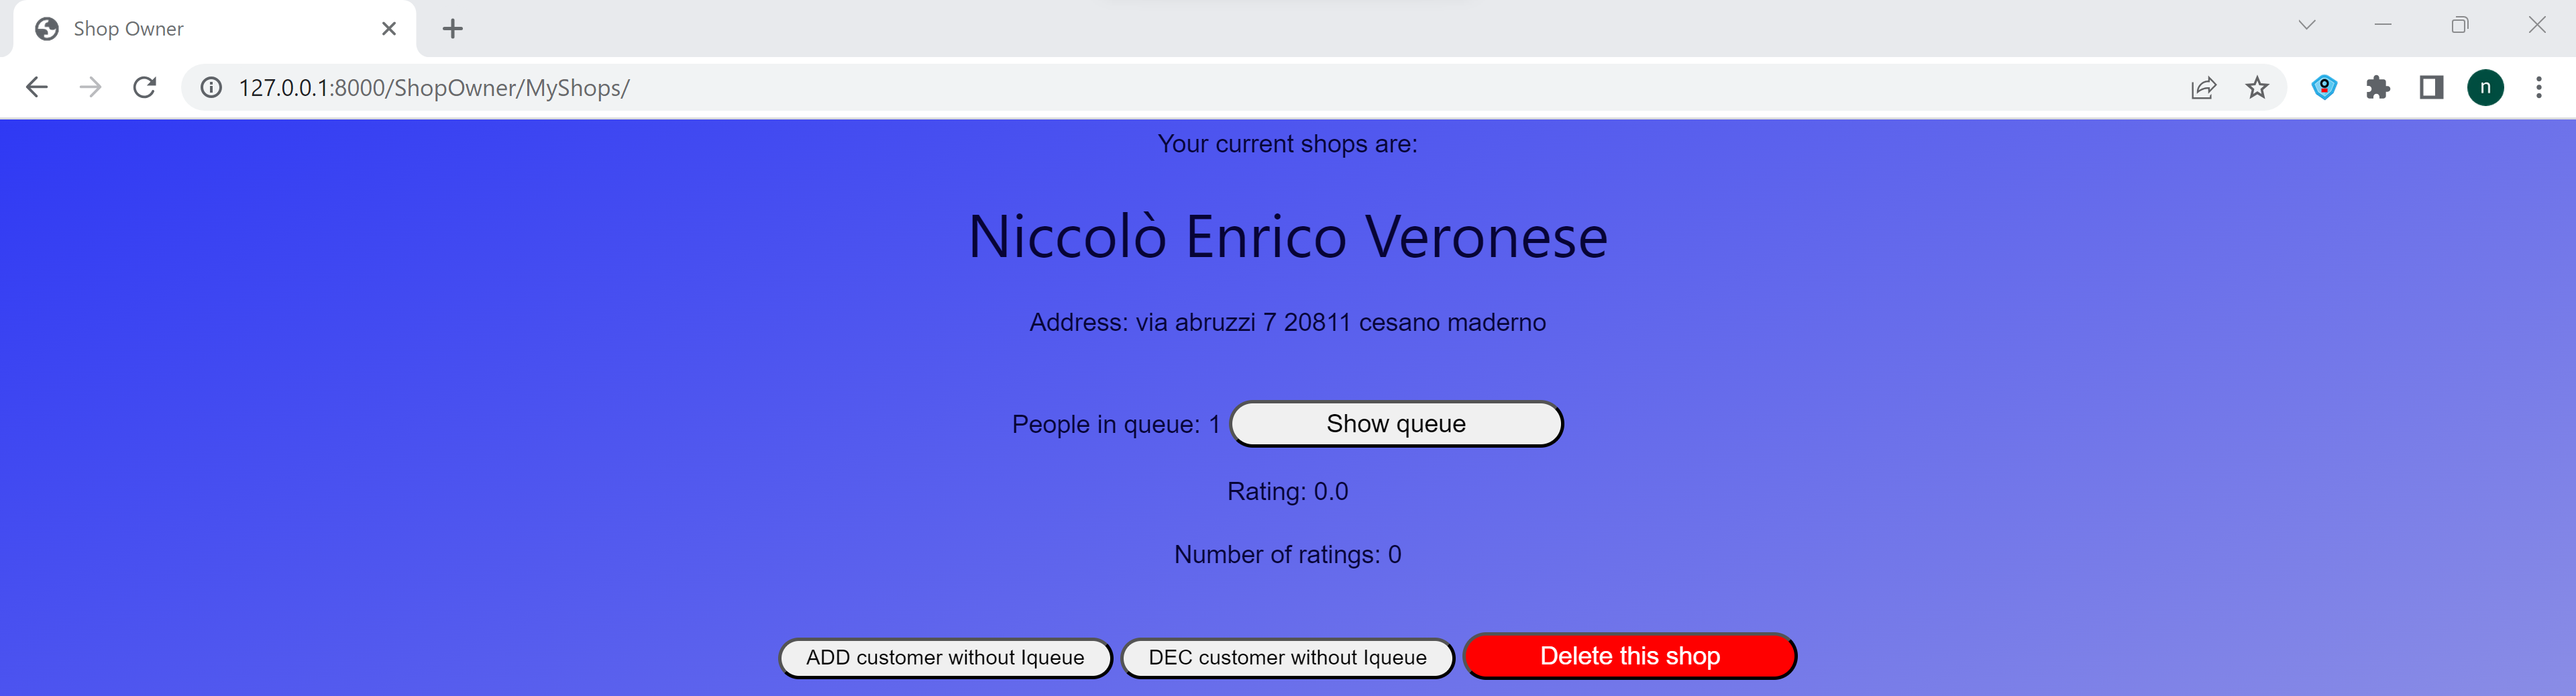 Shop Owner
127.0.0.1:8000/ShopOwner/MyShops/
n
Your current shops are:
Niccolò Enrico Veronese
Address: via abruzzi 7 20811 cesano maderno
People in queue: 1 Show queue
Rating: 0.0
Number of ratings: 0
ADD customer without Iqueue DEC customer without Iqueue Delete this shop